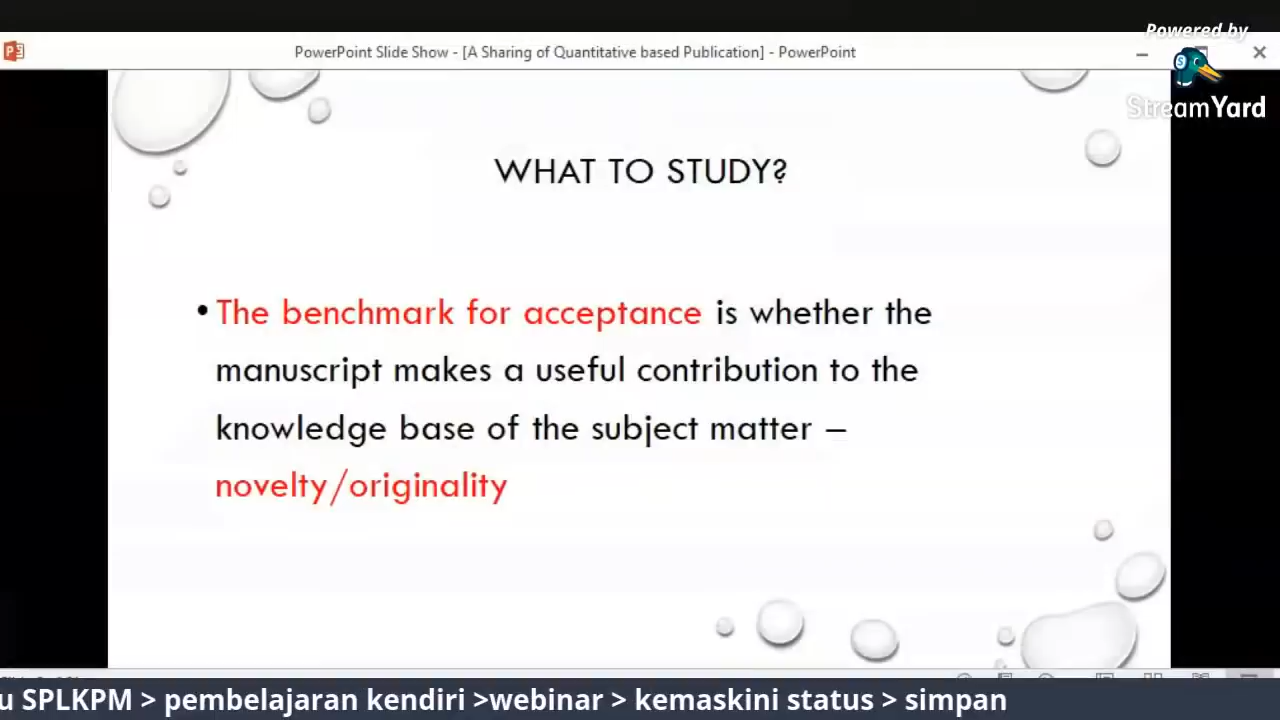 Powered by
PowerPoint Slide Show - [A Sharing of Quantitative based Publication] - PowerPoint
StreamYard
WHAT TO STUDY?
• The benchmark for acceptance is whether the
manuscript makes a useful contribution to the
knowledge base of the subject matter –
novelty/originality
u SPLKPM > pembelajaran kendiri >webinar > kemaskini status > simpan